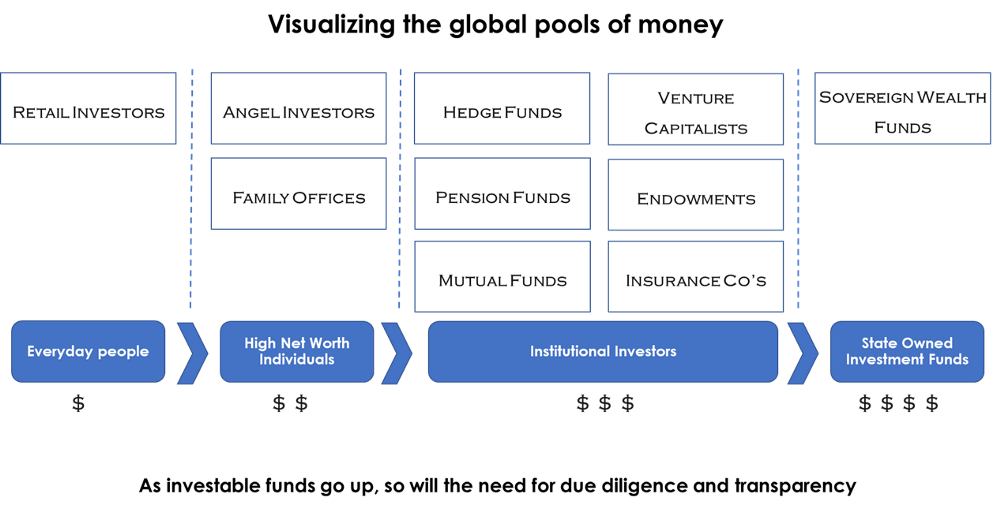 Visualizing the global pools of money
RETAIL INVESTORS
ANGEL INVESTORS
FAMILY OFFICES
HEDGE FUNDS
VENTURE
CAPITALISTS
PENSION FUNDS
ENDOWMENTS
MUTUAL FUNDS
INSURANCE CO'S
SOVEREIGN WEALTH
FUNDS
Everyday people
High Net Worth
Individuals
Institutional Investors
State Owned
Investment Funds
$
$ $
$ $ $
$ $ $ $
As investable funds go up, so will the need for due diligence and transparency